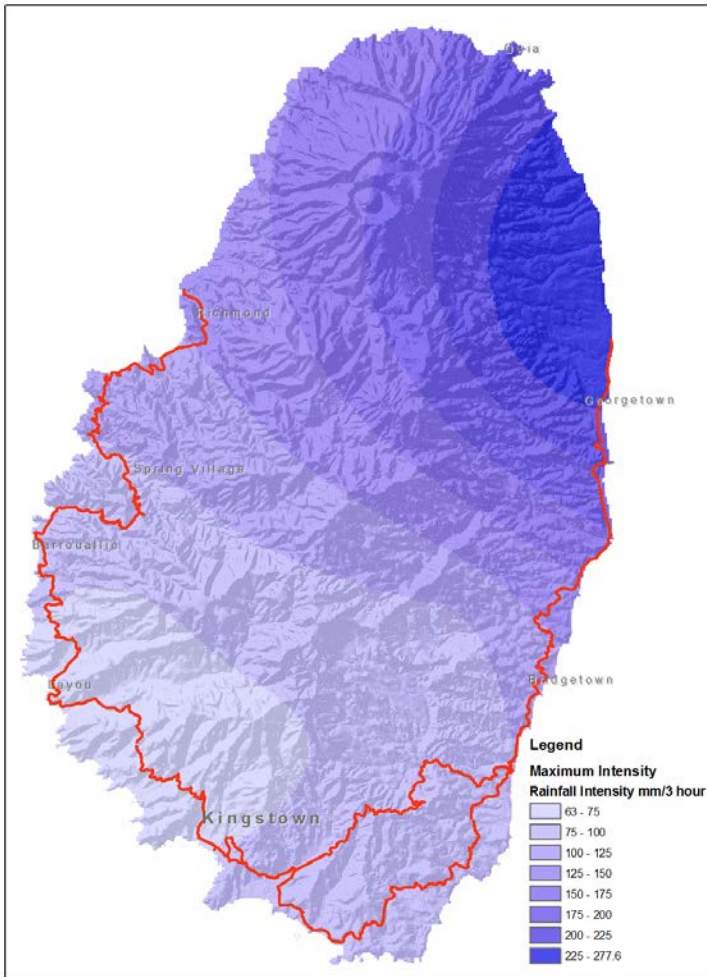 Owia
Richmond
Georgetown
Spring Village
Barrouallie
Layou
Bridgetown
Kingstown
Legend
Maximum Intensity
Rainfall Intensity mm/3 hour
63 - 75
75 - 100
100 - 125
125 - 150
150 - 175
175 - 200
200 - 225
225 - 277.6